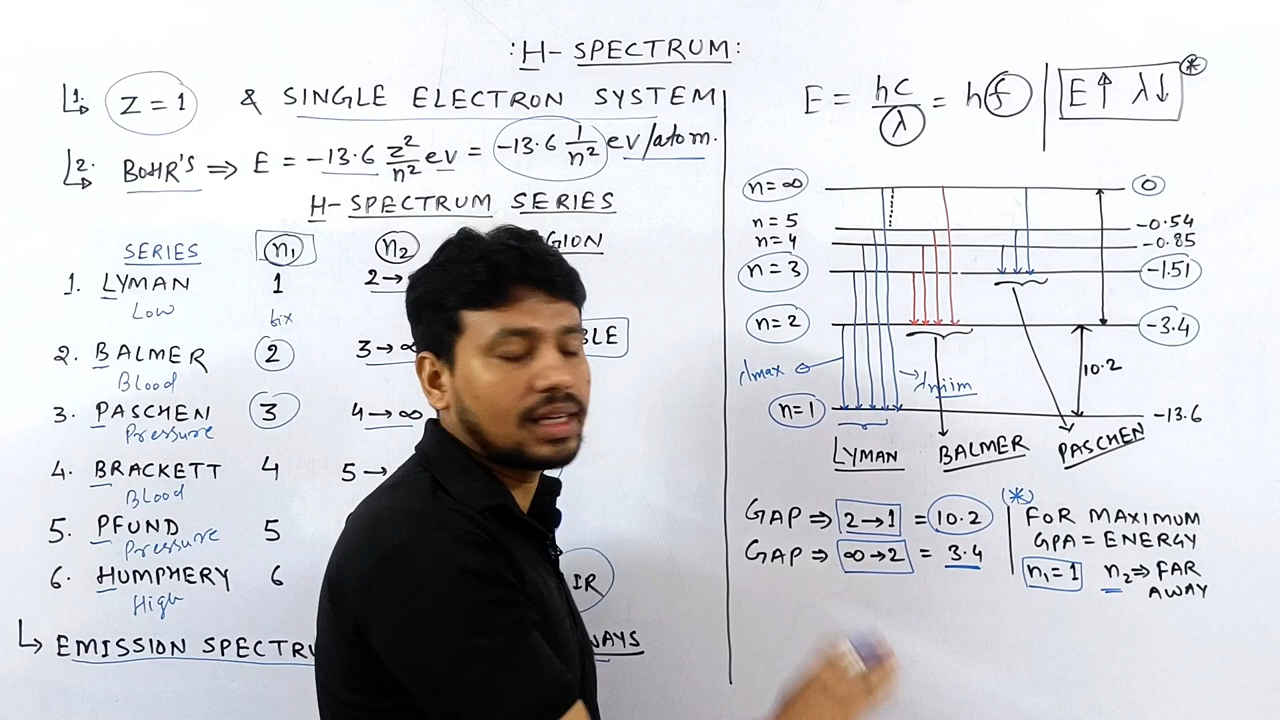 : H- SPECTRUM :
1. Z = 1 & SINGLE ELECTRON SYSTEM
2. BOHR'S ⇒ E = -13.6 z²/n² ev = -13.6 1/n² ev/atom.
H- SPECTRUM SERIES
SERIES n₁ n₂ GION
1. LYMAN 1 2→
Low
2. BALMER 2 3→∞ BLE
Blood
3. PASCHEN 3 4→∞
Pressure
4. BRACKETT 4 5→
Blood
5. PFUND 5
Pressure
6. HUMPHERY 6 IR
High
↳ EMISSION SPECTRU WAYS
E = hc/λ = hf | E↑ λ↓ (*)
n=∞ 0
n=5 -0.54
n=4 -0.85
n=3 -1.51
n=2 -3.4
λmax λmim 10.2
n=1 -13.6
LYMAN BALMER PASCHEN
GAP ⇒ 2→1 = 10.2
GAP ⇒ ∞→2 = 3.4
(*)
FOR MAXIMUM
GPA = ENERGY
n₁=1 n₂⇒ FAR
AWAY